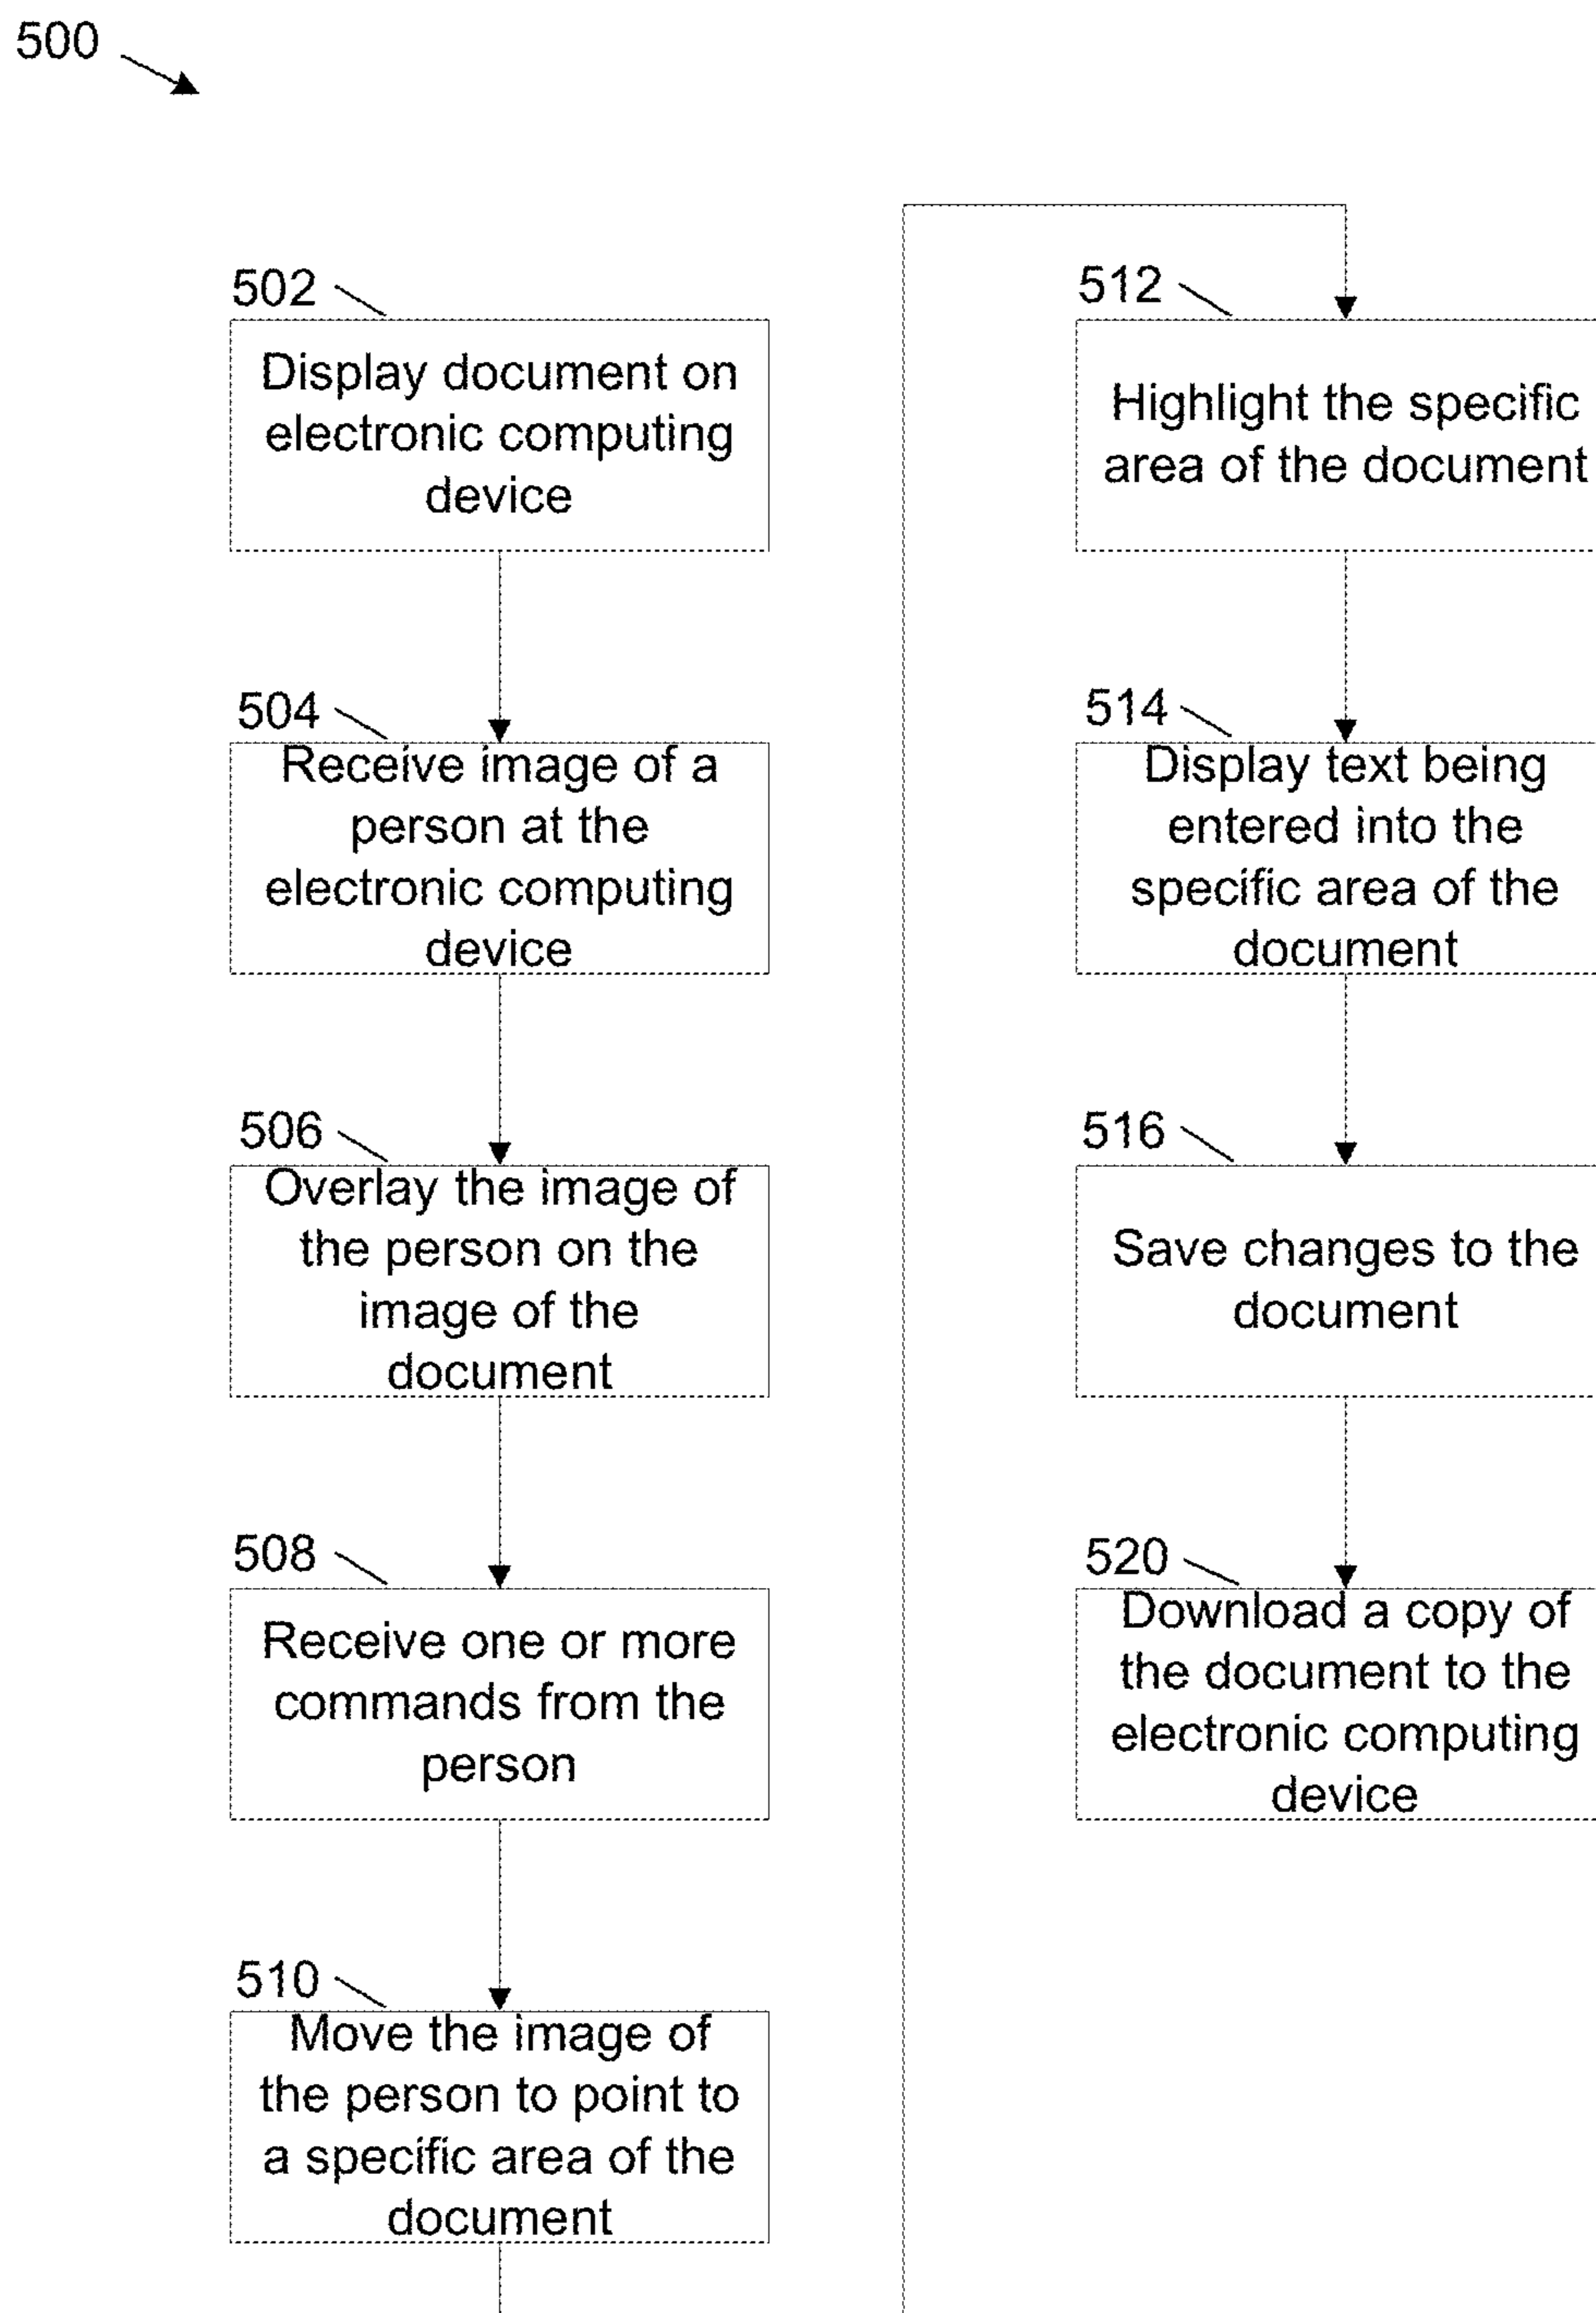 500
502
Display document on
electronic computing
device
504
Receive image of a
person at the
electronic computing
device
506
Overlay the image of
the person on the
image of the
document
508
Receive one or more
commands from the
person
510
Move the image of
the person to point to
a specific area of the
document
512
Highlight the specific
area of the document
514
Display text being
entered into the
specific area of the
document
516
Save changes to the
document
520
Download a copy of
the document to the
electronic computing
device